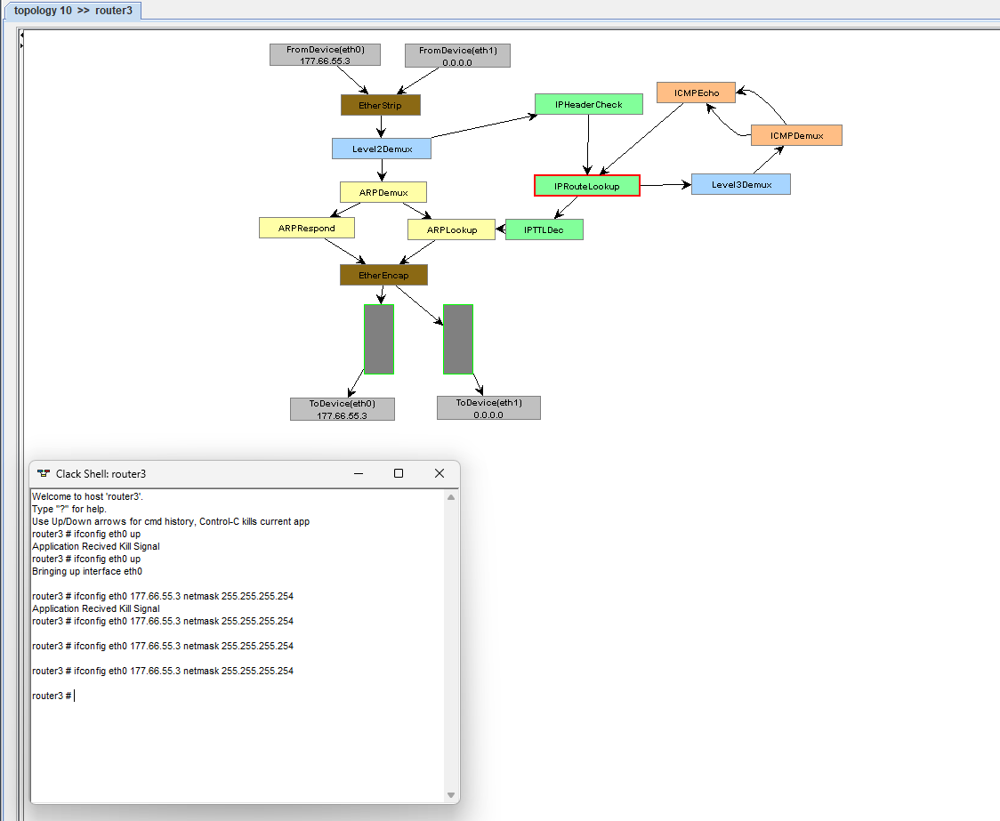 topology 10 >> router3
FromDevice(eth0)
177.66.55.3
FromDevice(eth1)
0.0.0.0
EtherStrip
IPHeaderCheck
ICMPEcho
ICMPDemux
Level2Demux
ARPDemux
IPRouteLookup
Level3Demux
ARPRespond
ARPLookup
IPTTLDec
EtherEncap
ToDevice(eth0)
177.66.55.3
ToDevice(eth1)
0.0.0.0
Clack Shell: router3
Welcome to host 'router3'.
Type "?" for help.
Use Up/Down arrows for cmd history, Control-C kills current app
router3 # ifconfig eth0 up
Application Recived Kill Signal
router3 # ifconfig eth0 up
Bringing up interface eth0
router3 # ifconfig eth0 177.66.55.3 netmask 255.255.255.254
Application Recived Kill Signal
router3 # ifconfig eth0 177.66.55.3 netmask 255.255.255.254
router3 # ifconfig eth0 177.66.55.3 netmask 255.255.255.254
router3 # ifconfig eth0 177.66.55.3 netmask 255.255.255.254
router3 #